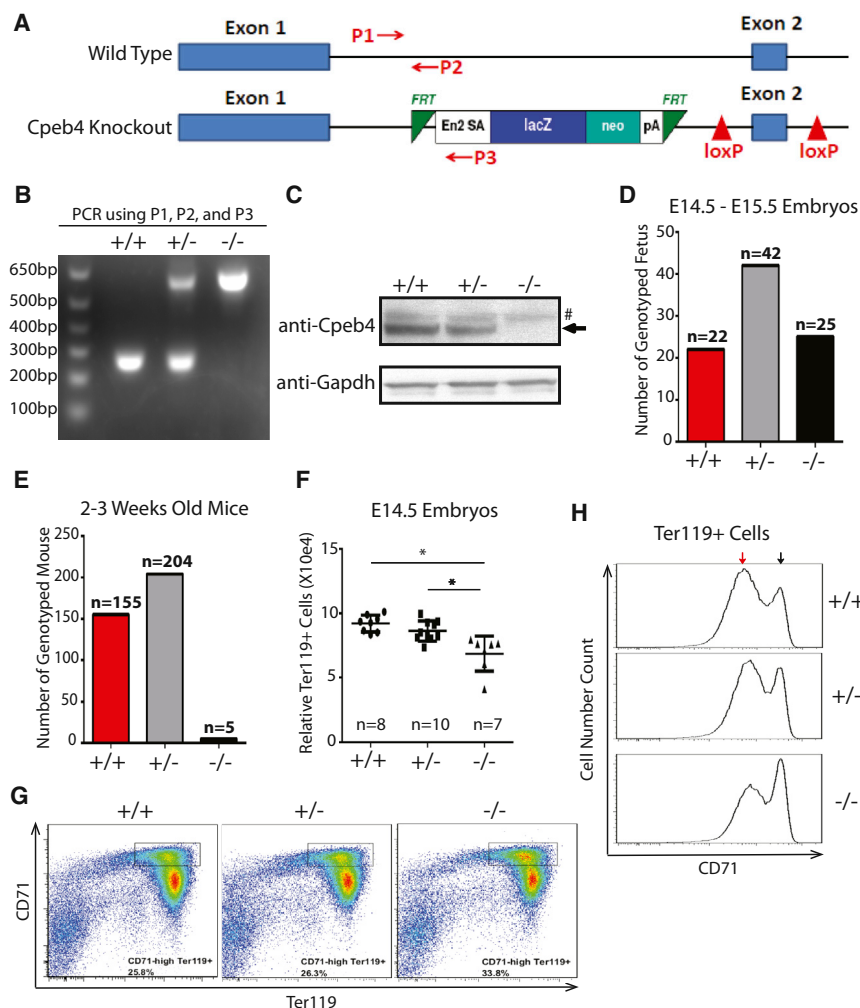 A
Exon 1
P1
Exon 2
Wild Type
P2
Exon 1
FRT
FRT
Exon 2
Cpeb4 Knockout
En2 SA
lacZ
neo
pA
P3
loxP
loxP
B
PCR using P1, P2, and P3
+/+
+/-
-/-
650bp
500bp
400bp
300bp
200bp
100bp
C
+/+
+/-
-/-
anti-Cpeb4
#
anti-Gapdh
D
E14.5 - E15.5 Embryos
Number of Genotyped Fetus
50
40
30
20
10
0
n=22
n=42
n=25
+/+
+/-
-/-
E
2-3 Weeks Old Mice
Number of Genotyped Mouse
250
200
150
100
50
0
n=155
n=204
n=5
+/+
+/-
-/-
F
E14.5 Embryos
Relative Ter119+ Cells (X10e4)
15
10
5
0
*
*
n=8
n=10
n=7
+/+
+/-
-/-
H
Ter119+ Cells
Cell Number Count
+/+
+/-
-/-
CD71
G
+/+
+/-
-/-
CD71
CD71-high Ter119+
25.8%
CD71-high Ter119+
26.3%
CD71-high Ter119+
33.8%
Ter119